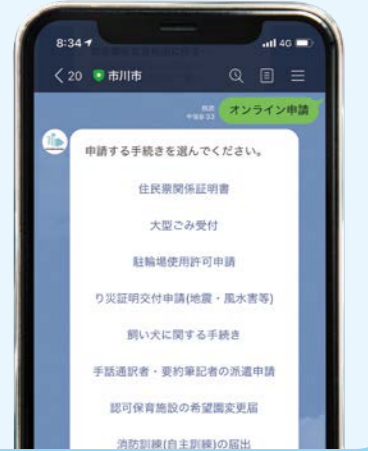 8:34
4G
20
市川市
オンライン申請
既読
午後8:33
申請する手続きを選んでください。
住民票関係証明書
大型ごみ受付
駐輪場使用許可申請
り災証明交付申請(地震・風水害等)
飼い犬に関する手続き
手話通訳者・要約筆記者の派遣申請
認可保育施設の希望園変更届
消防訓練(自主訓練)の届出